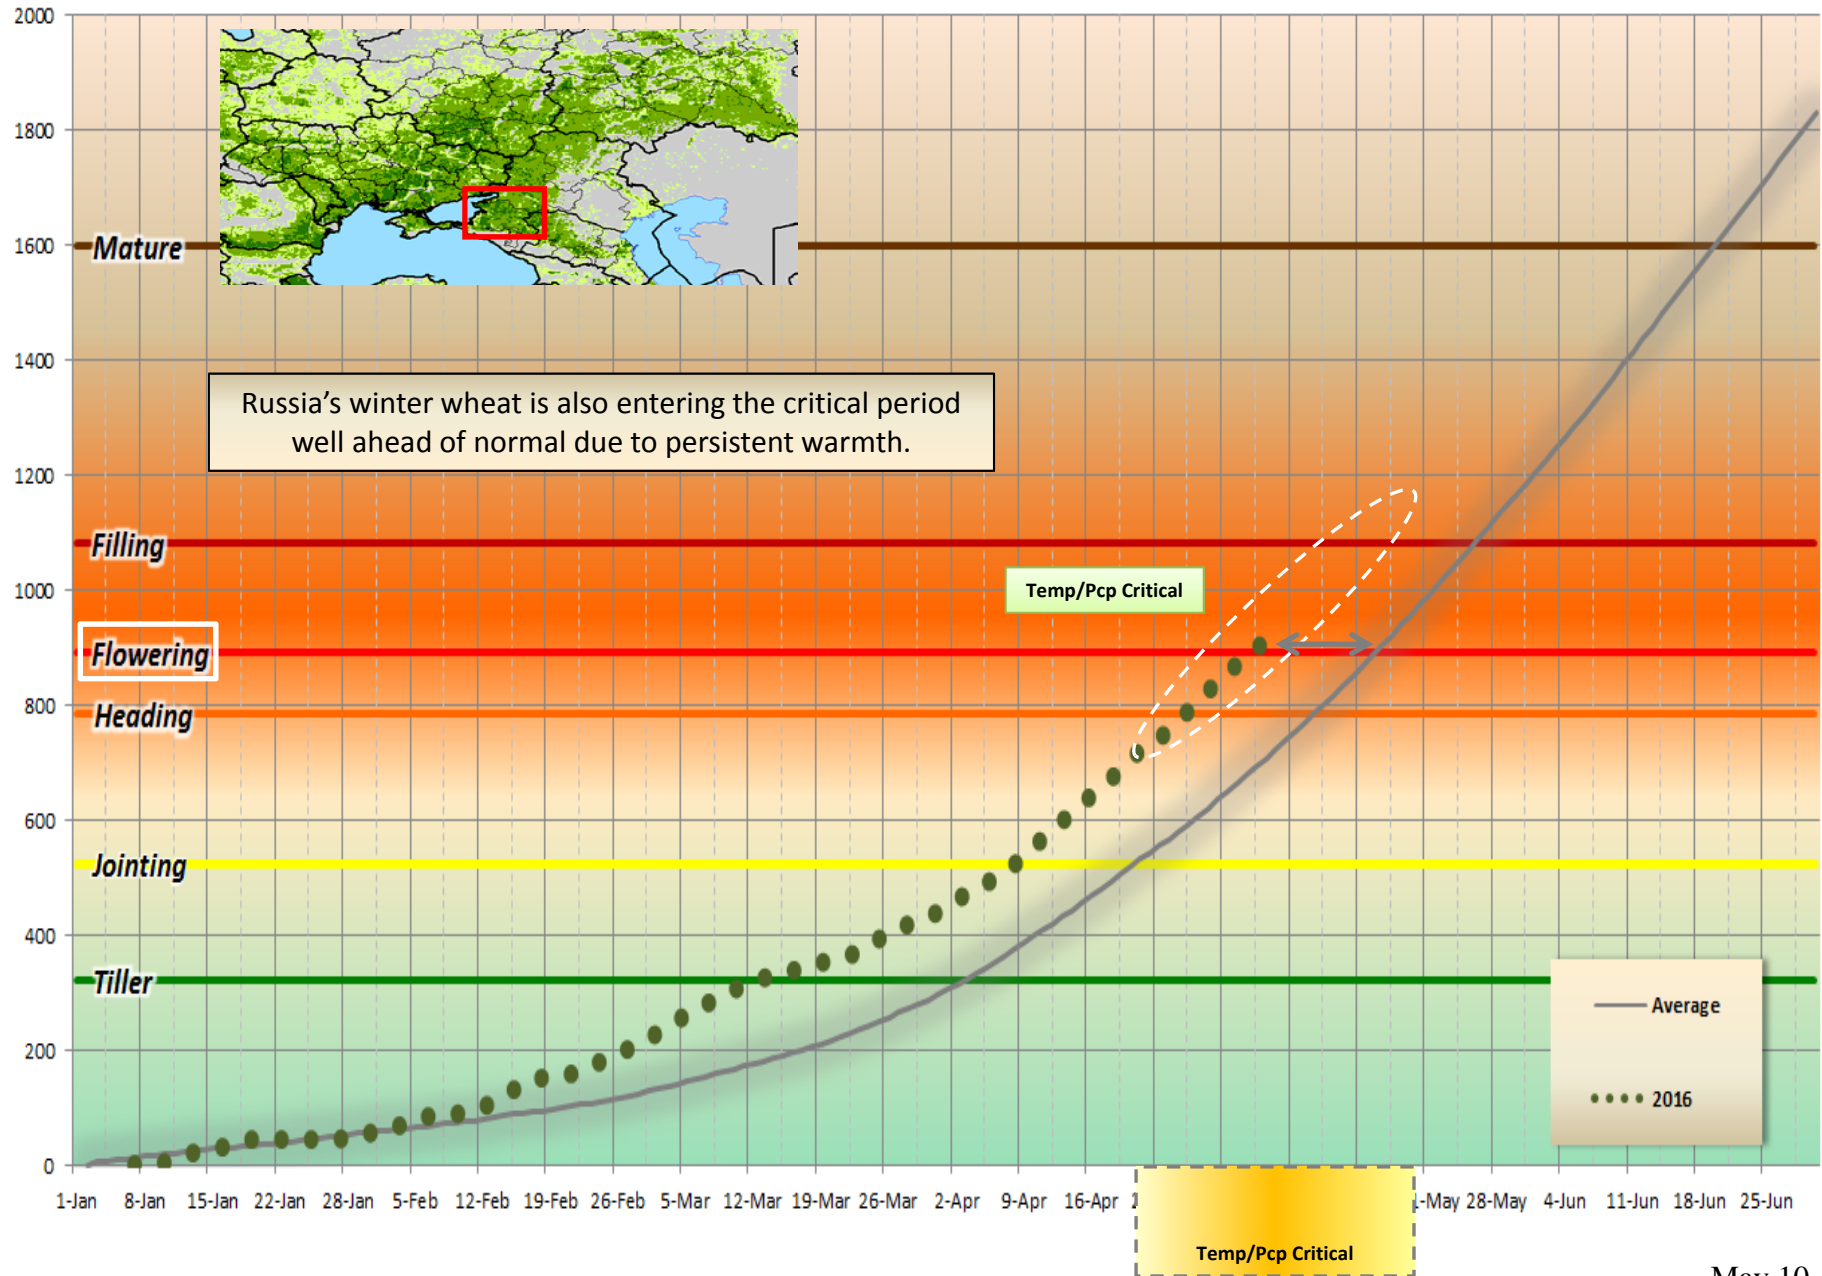 2000
1800
1600
1400
1200
1000
800
600
400
200
0
Mature
Russia's winter wheat is also entering the critical period
well ahead of normal due to persistent warmth.
Filling
Temp/Pcp Critical
Flowering
Heading
Jointing
Tiller
Average
2016
1-Jan 8-Jan 15-Jan 22-Jan 28-Jan 5-Feb 12-Feb 19-Feb 26-Feb 5-Mar 12-Mar 19-Mar 26-Mar 2-Apr 9-Apr 16-Apr 1-May 28-May 4-Jun 11-Jun 18-Jun 25-Jun
Temp/Pcp Critical
May 10